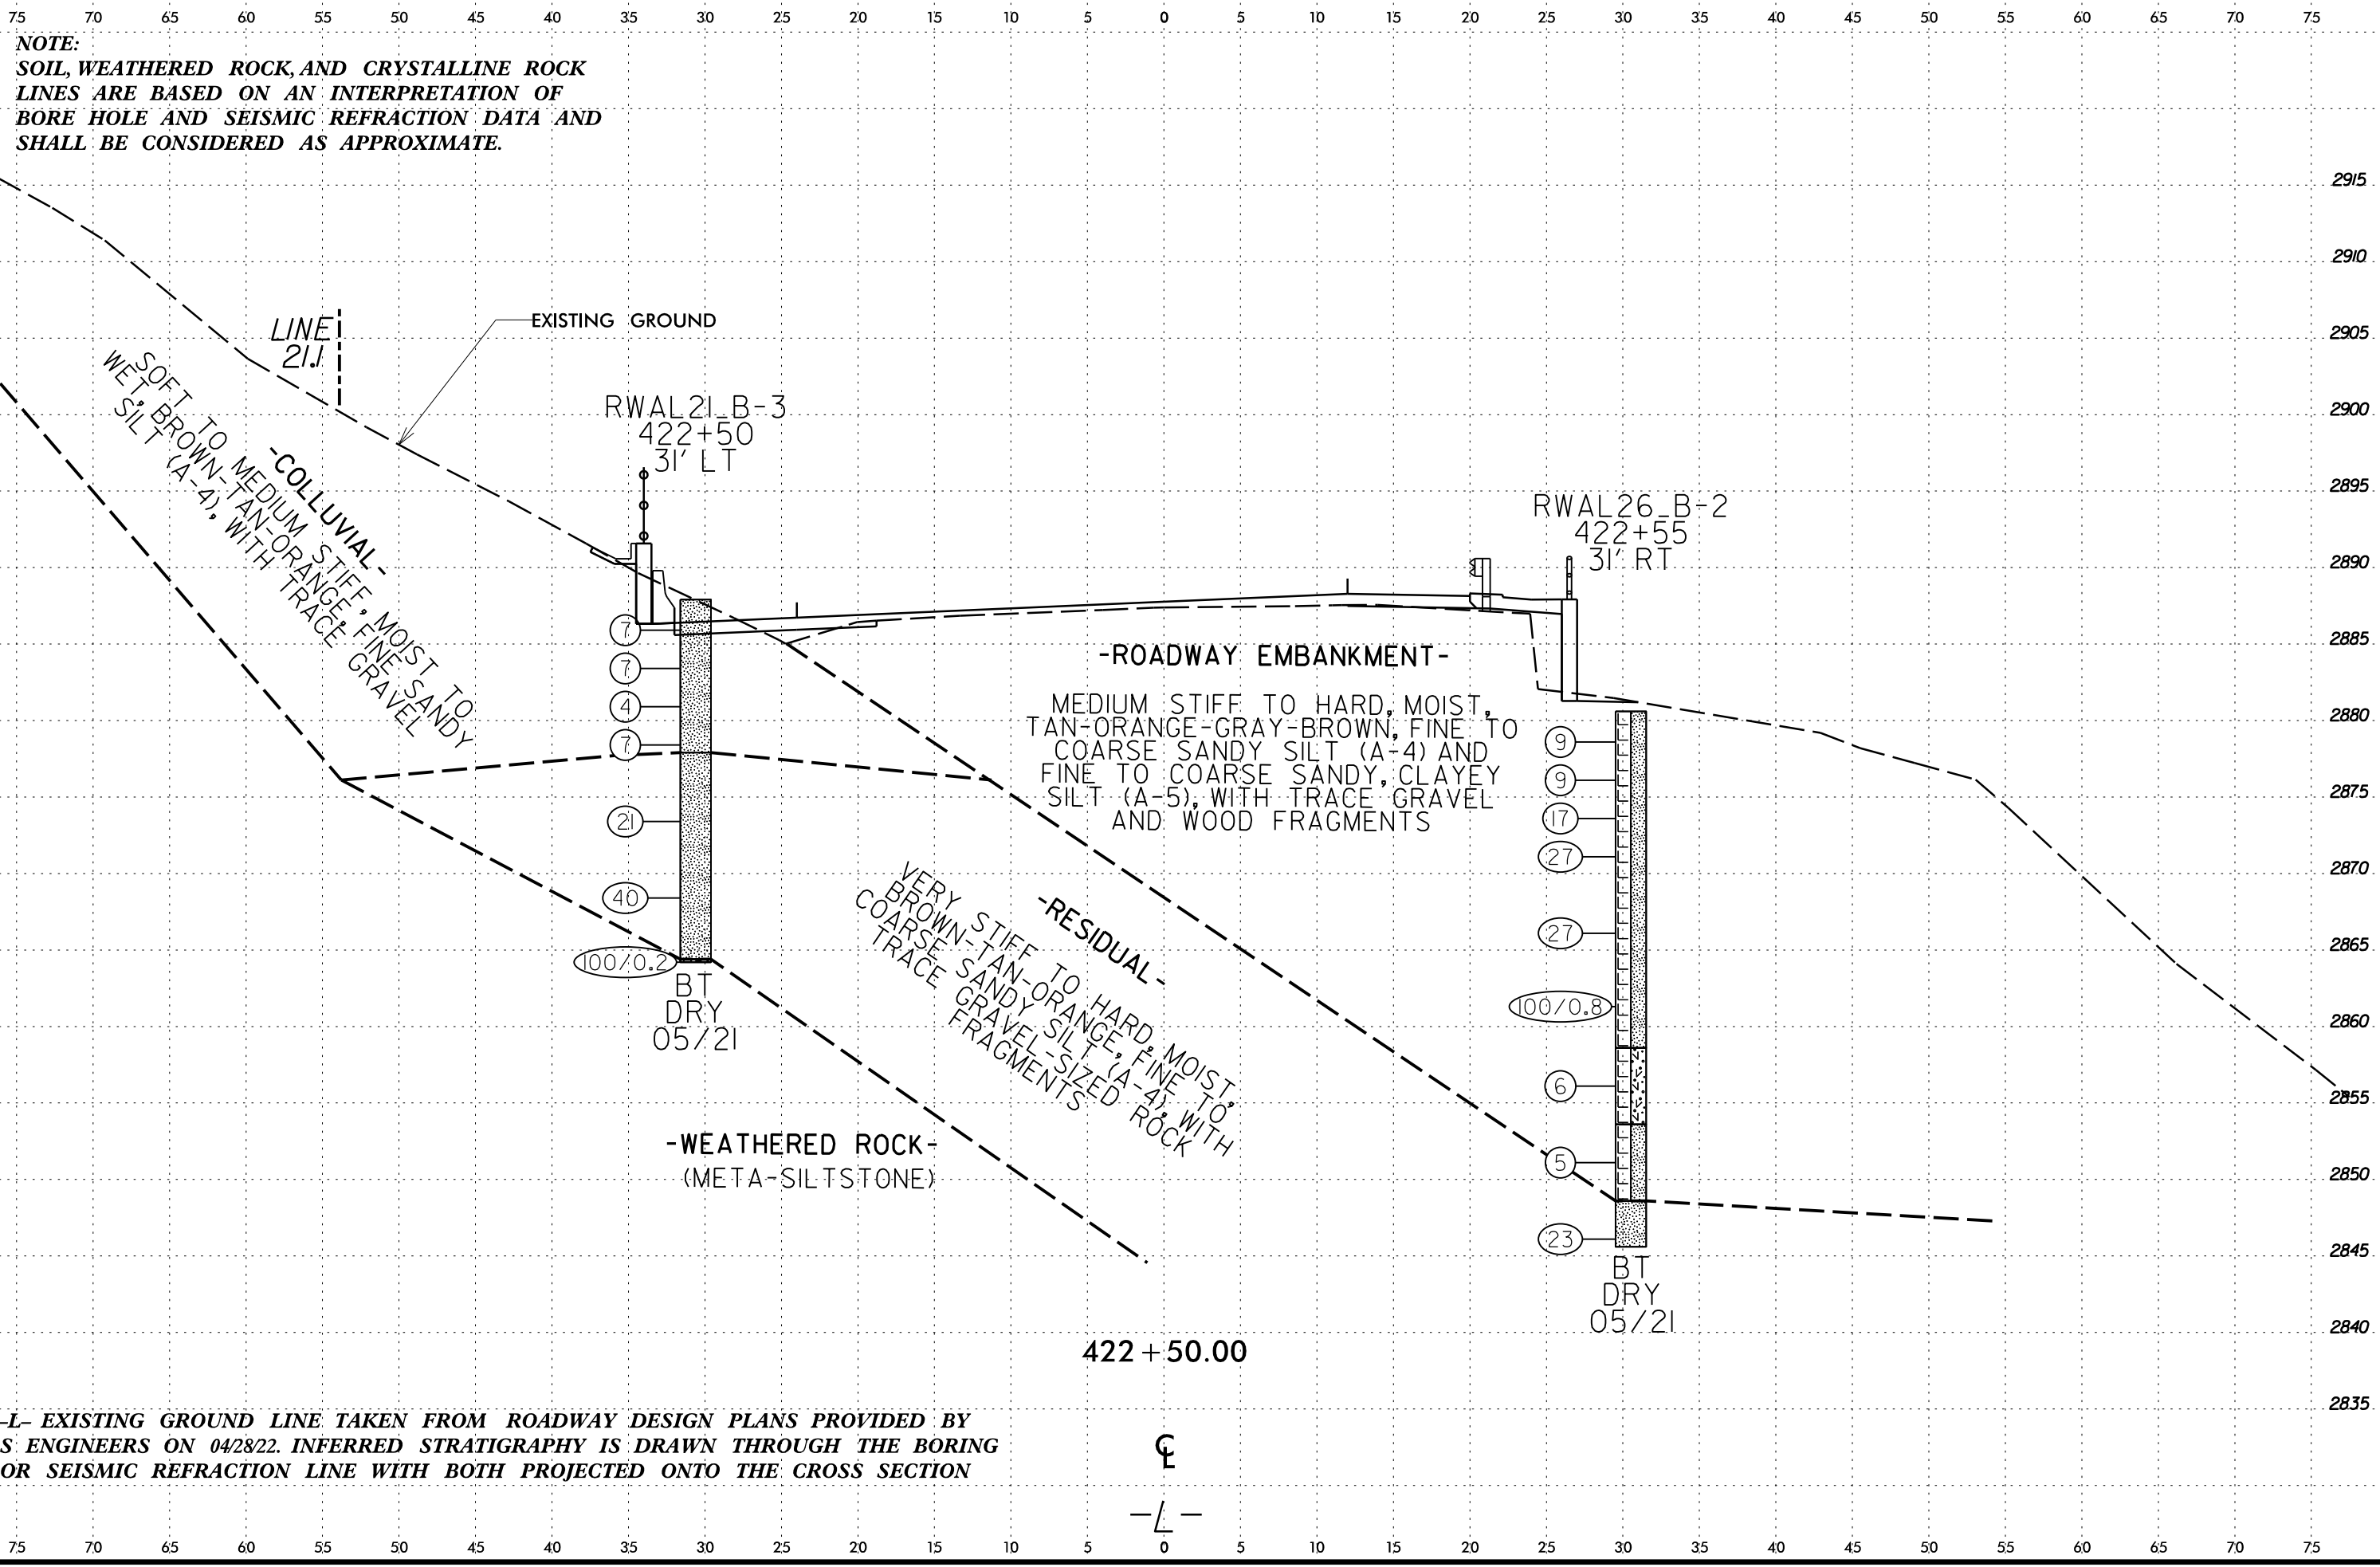 75 70 65 60 55 50 45 40 35 30 25 20 15 10 5 0 5 10 15 20 25 30 35 40 45 50 55 60 65 70 75
NOTE:
SOIL, WEATHERED ROCK, AND CRYSTALLINE ROCK
LINES ARE BASED ON AN INTERPRETATION OF
BORE HOLE AND SEISMIC REFRACTION DATA AND
SHALL BE CONSIDERED AS APPROXIMATE.
2915
2910
2905
2900
2895
2890
2885
2880
2875
2870
2865
2860
2855
2850
2845
2840
2835
LINE
21.1
EXISTING GROUND
-COLLUVIAL-
SOFT TO MEDIUM STIFF, MOIST TO
WET, BROWN-TAN-ORANGE, FINE SANDY
SILT (A-4), WITH TRACE GRAVEL
RWAL21_B-3
422+50
31' LT
7
7
4
7
21
40
100/0.2
BT
DRY
05/21
RWAL26_B-2
422+55
31' RT
9
9
17
27
27
100/0.8
6
5
23
BT
DRY
05/21
-ROADWAY EMBANKMENT-
MEDIUM STIFF TO HARD, MOIST,
TAN-ORANGE-GRAY-BROWN, FINE TO
COARSE SANDY SILT (A-4) AND
FINE TO COARSE SANDY, CLAYEY
SILT (A-5), WITH TRACE GRAVEL
AND WOOD FRAGMENTS
-RESIDUAL-
VERY STIFF TO HARD, MOIST,
BROWN-TAN-ORANGE, FINE TO
COARSE SANDY SILT (A-4), WITH
TRACE GRAVEL-SIZED ROCK
FRAGMENTS
-WEATHERED ROCK-
(META-SILTSTONE)
422+50.00
-L- EXISTING GROUND LINE TAKEN FROM ROADWAY DESIGN PLANS PROVIDED BY
S ENGINEERS ON 04/28/22. INFERRED STRATIGRAPHY IS DRAWN THROUGH THE BORING
OR SEISMIC REFRACTION LINE WITH BOTH PROJECTED ONTO THE CROSS SECTION
℄
-L-
75 70 65 60 55 50 45 40 35 30 25 20 15 10 5 0 5 10 15 20 25 30 35 40 45 50 55 60 65 70 75